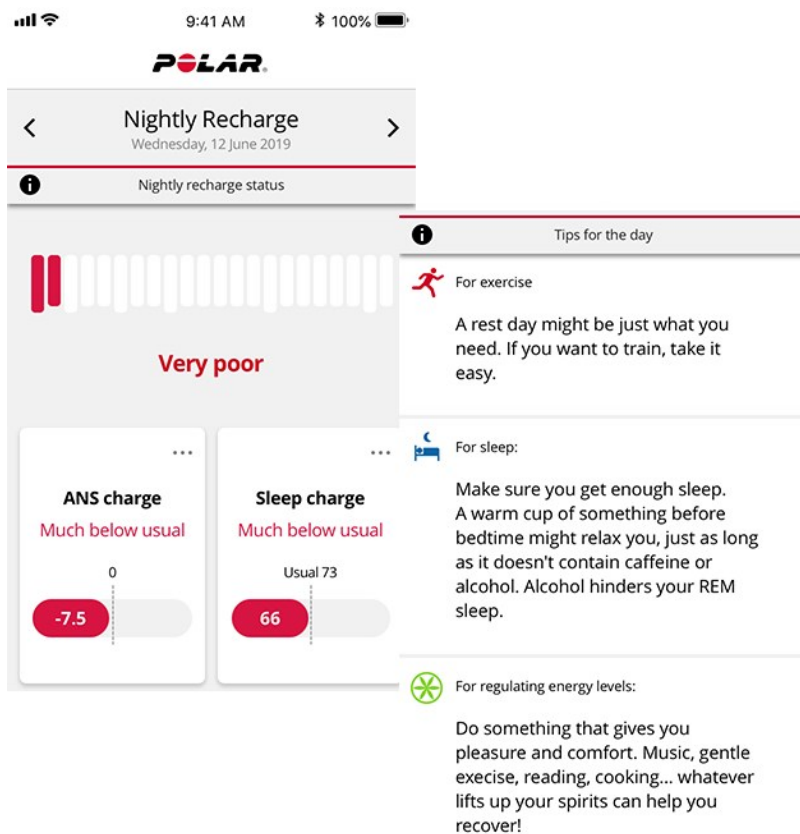 9:41 AM
100%
POLAR.
Nightly Recharge
Wednesday, 12 June 2019
Nightly recharge status
Very poor
ANS charge
Much below usual
0
-7.5
Sleep charge
Much below usual
Usual 73
66
Tips for the day
For exercise
A rest day might be just what you
need. If you want to train, take it
easy.
For sleep:
Make sure you get enough sleep.
A warm cup of something before
bedtime might relax you, just as long
as it doesn't contain caffeine or
alcohol. Alcohol hinders your REM
sleep.
For regulating energy levels:
Do something that gives you
pleasure and comfort. Music, gentle
execise, reading, cooking... whatever
lifts up your spirits can help you
recover!